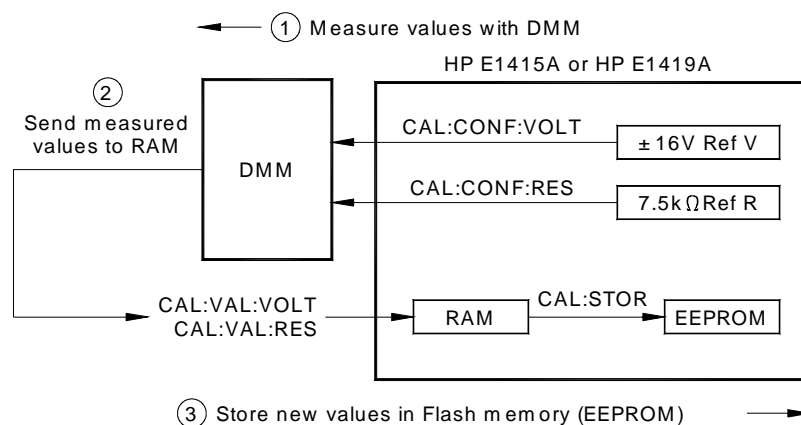 1 Measure values with DMM
HP E1415A or HP E1419A
2
Send measured
values to RAM
DMM
CAL:CONF:VOLT
±16V Ref V
CAL:CONF:RES
7.5kΩ Ref R
CAL:VAL:VOLT
CAL:VAL:RES
RAM
CAL:STOR
EEPROM
3 Store new values in Flash memory (EEPROM)